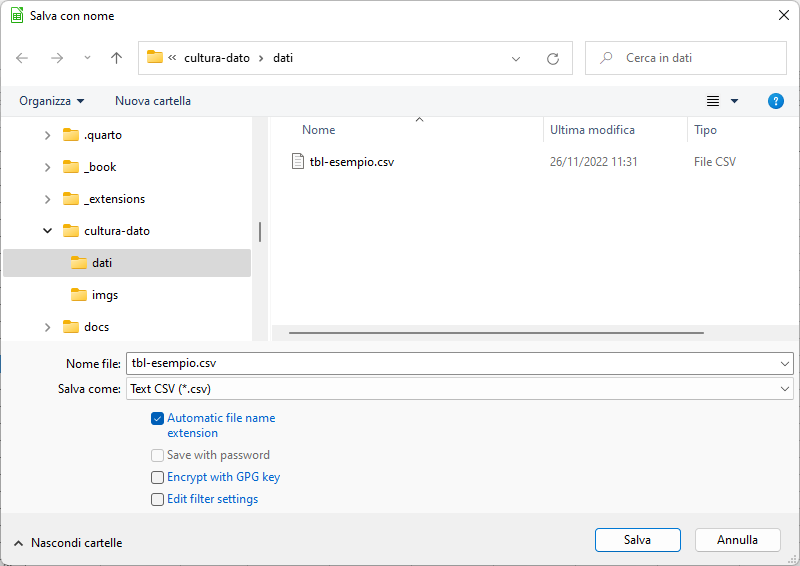 Salva con nome
« cultura-dato › dati
Cerca in dati
Organizza
Nuova cartella
?
Nome
Ultima modifica
Tipo
.quarto
_book
_extensions
cultura-dato
dati
imgs
docs
tbl-esempio.csv
26/11/2022 11:31
File CSV
Nome file:
tbl-esempio.csv
Salva come:
Text CSV (*.csv)
Automatic file name
extension
Save with password
Encrypt with GPG key
Edit filter settings
Nascondi cartelle
Salva
Annulla